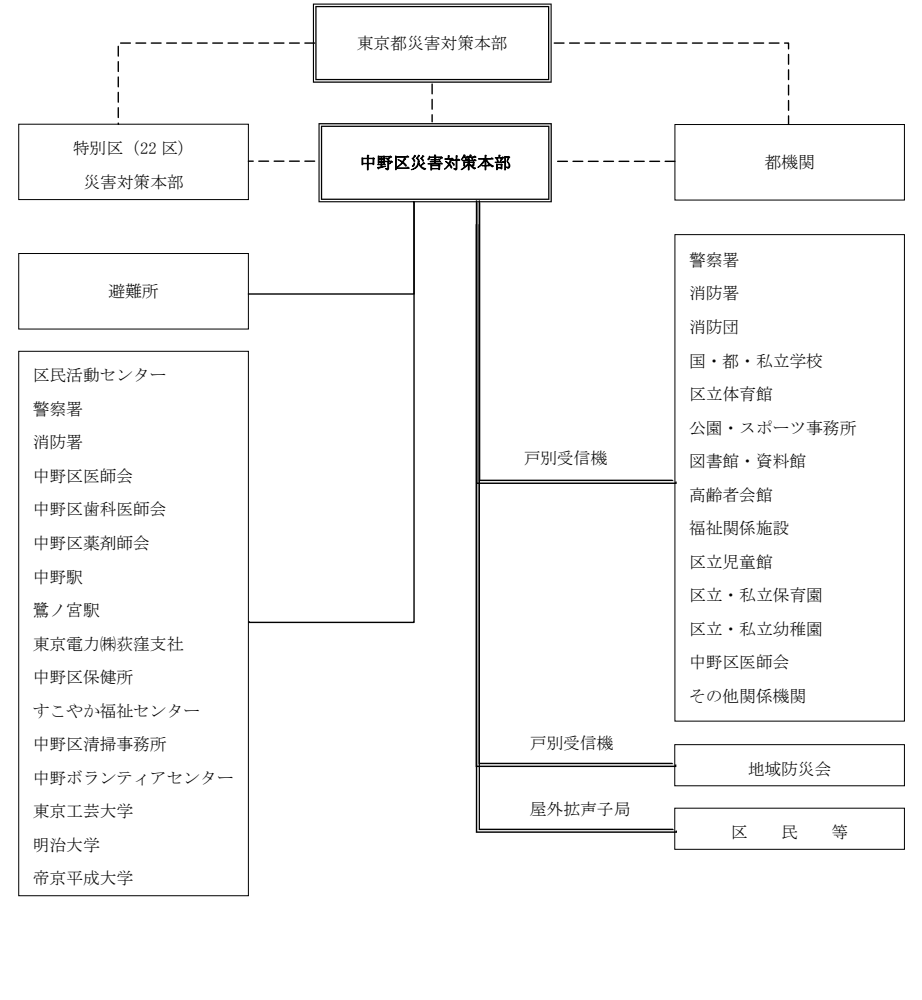 東京都災害対策本部
特別区（22 区）
災害対策本部
中野区災害対策本部
都機関
避難所
区民活動センター
警察署
消防署
中野区医師会
中野区歯科医師会
中野区薬剤師会
中野駅
鷺ノ宮駅
東京電力㈱荻窪支社
中野区保健所
すこやか福祉センター
中野区清掃事務所
中野ボランティアセンター
東京工芸大学
明治大学
帝京平成大学
戸別受信機
警察署
消防署
消防団
国・都・私立学校
区立体育館
公園・スポーツ事務所
図書館・資料館
高齢者会館
福祉関係施設
区立児童館
区立・私立保育園
区立・私立幼稚園
中野区医師会
その他関係機関
戸別受信機
地域防災会
屋外拡声子局
区　民　等